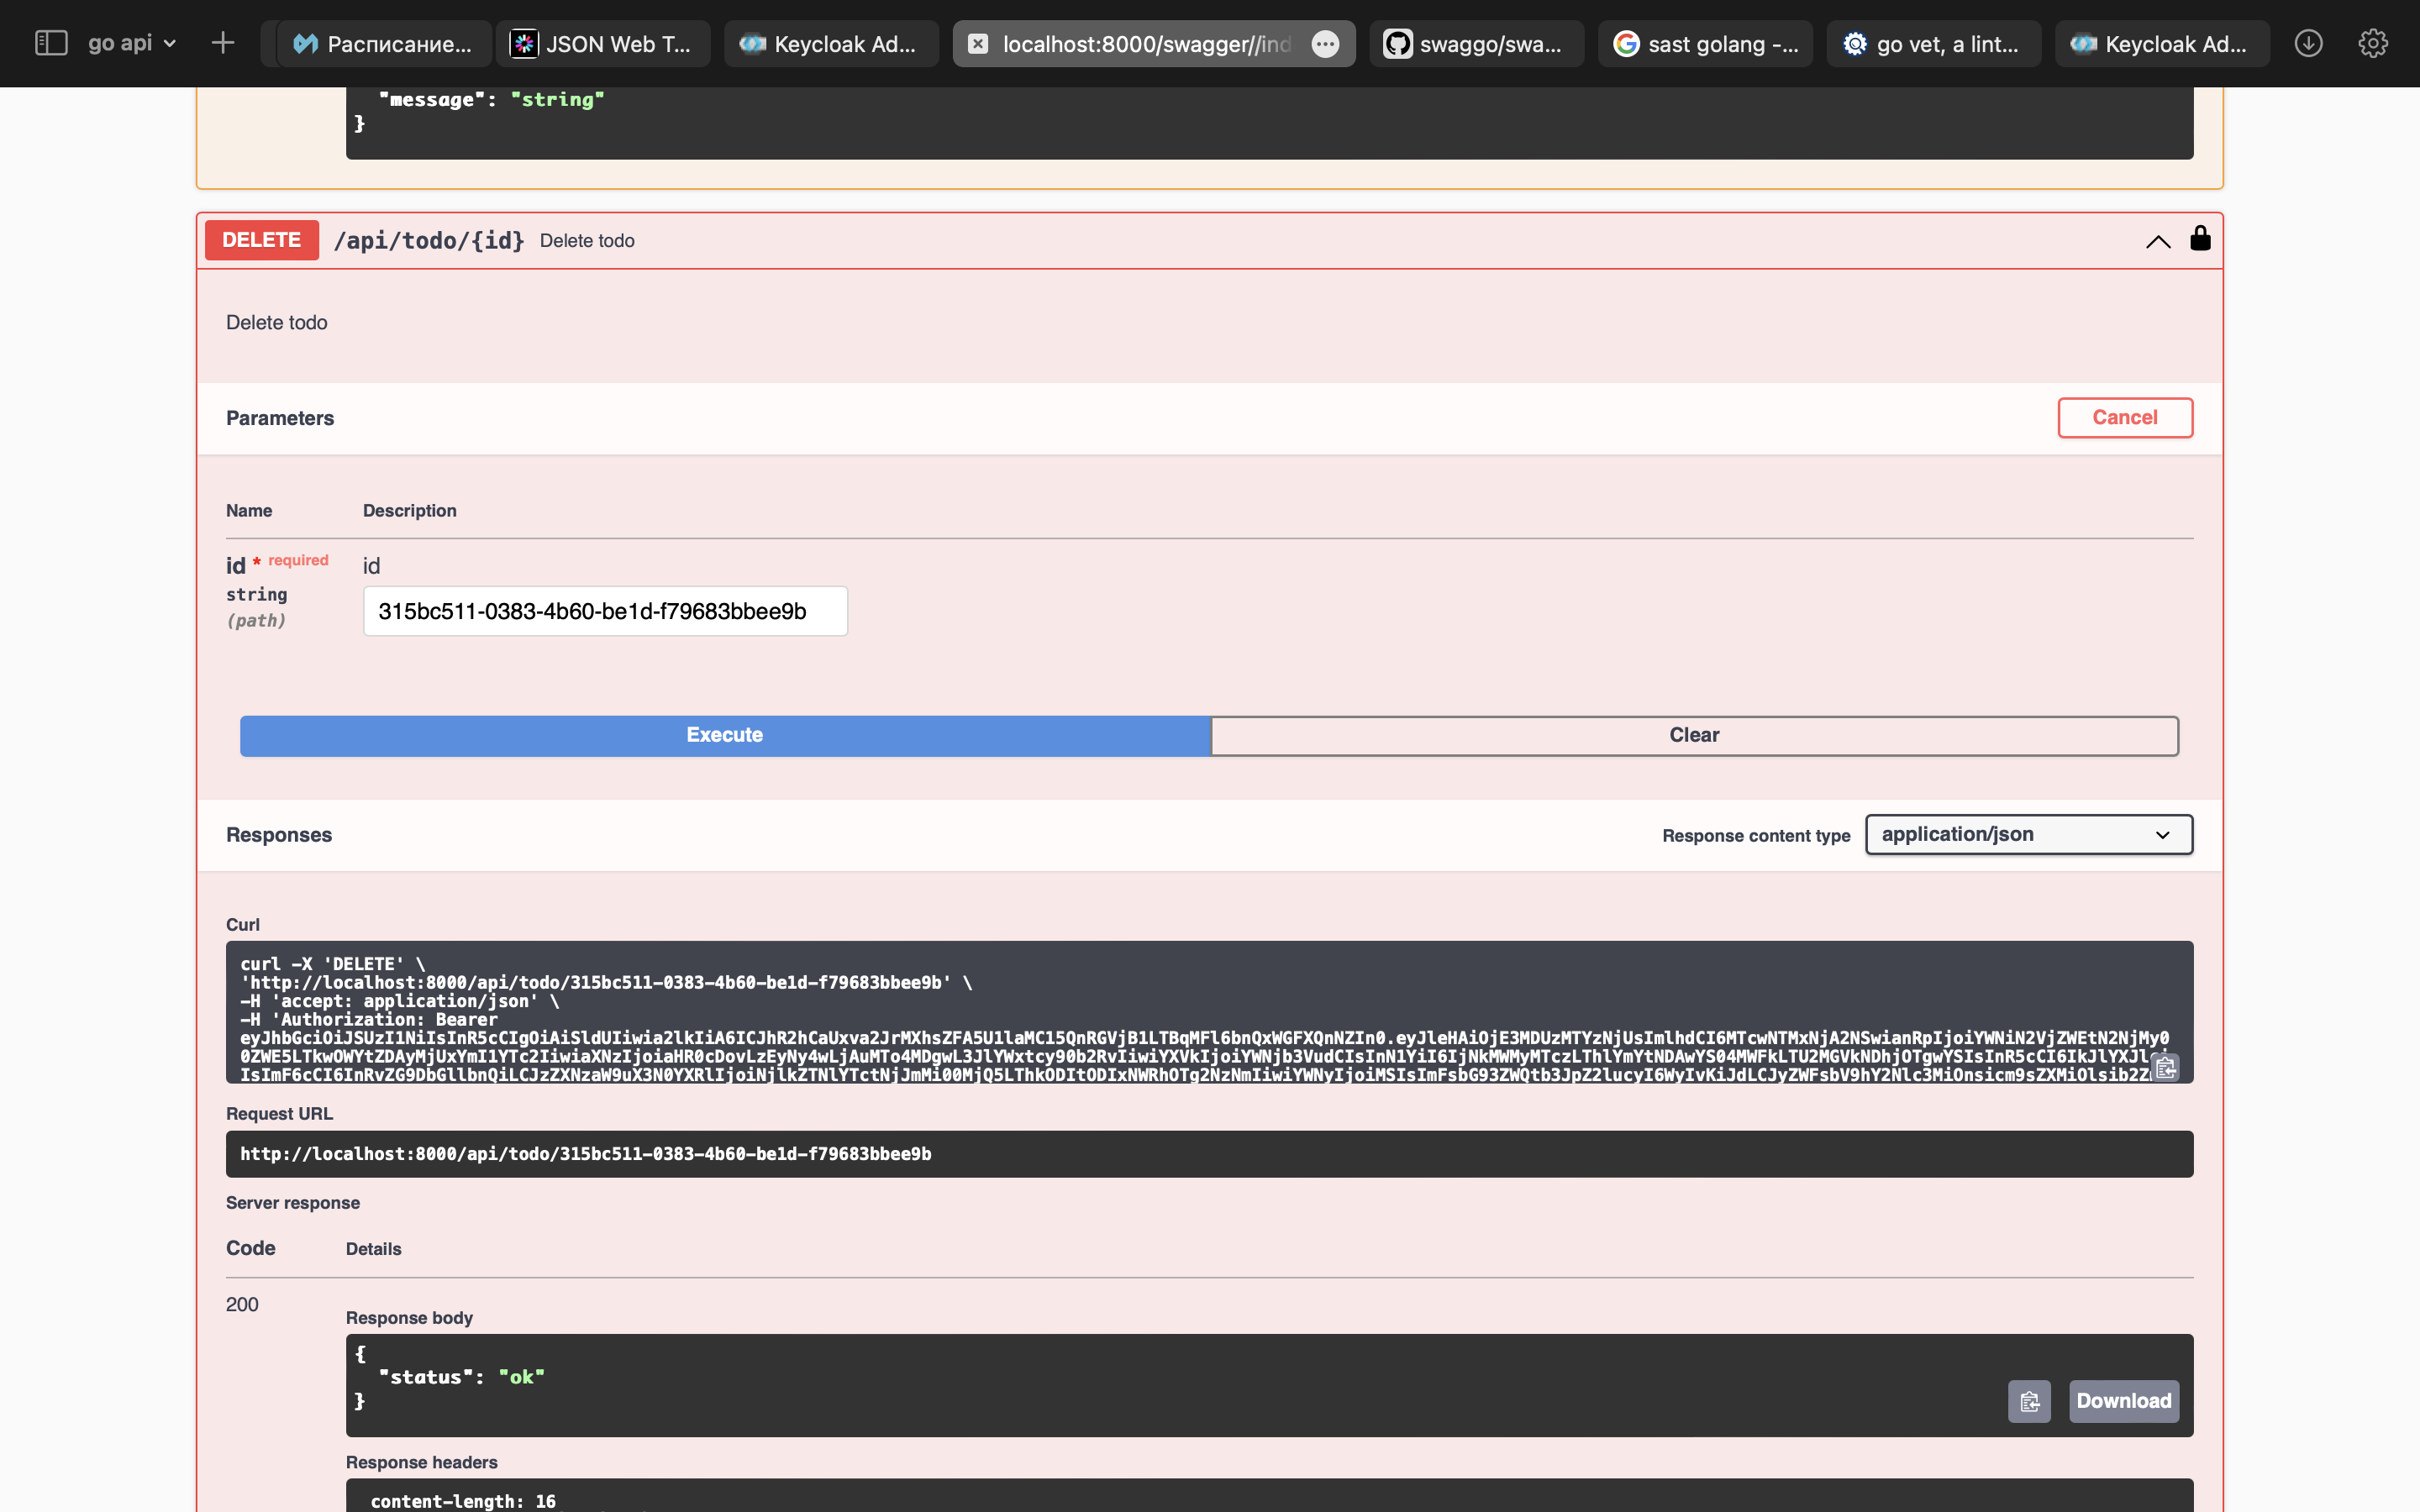 go api
Расписание...
JSON Web T...
Keycloak Ad...
localhost:8000/swagger//ind
swaggo/swa...
sast golang -...
go vet, a lint...
Keycloak Ad...
"message": "string"
}
DELETE /api/todo/{id} Delete todo
Delete todo
Parameters
Cancel
Name Description
id * required id
string
(path)
315bc511-0383-4b60-be1d-f79683bbee9b
Execute Clear
Responses
Response content type application/json
Curl
curl -X 'DELETE' \
'http://localhost:8000/api/todo/315bc511-0383-4b60-be1d-f79683bbee9b' \
-H 'accept: application/json' \
-H 'Authorization: Bearer
Request URL
http://localhost:8000/api/todo/315bc511-0383-4b60-be1d-f79683bbee9b
Server response
Code Details
200
Response body
{
"status": "ok"
}
Download
Response headers
content-length: 16